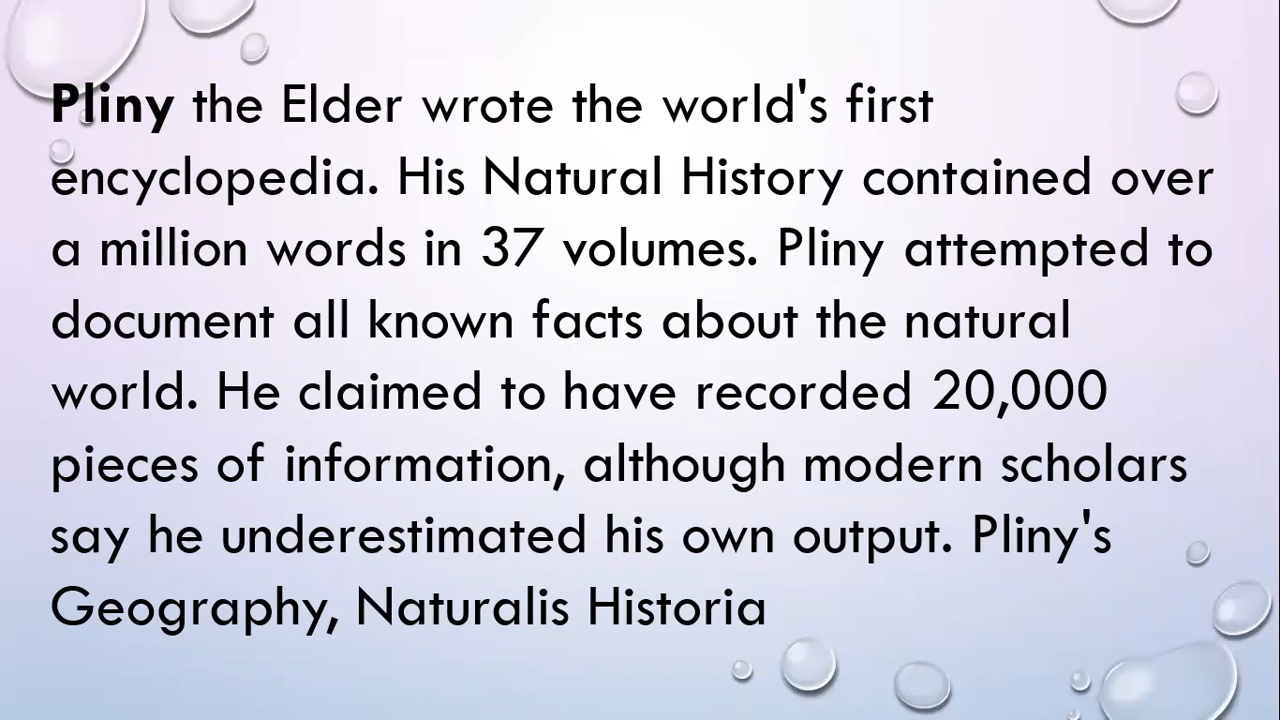 Pliny the Elder wrote the world's first
encyclopedia. His Natural History contained over
a million words in 37 volumes. Pliny attempted to
document all known facts about the natural
world. He claimed to have recorded 20,000
pieces of information, although modern scholars
say he underestimated his own output. Pliny's
Geography, Naturalis Historia